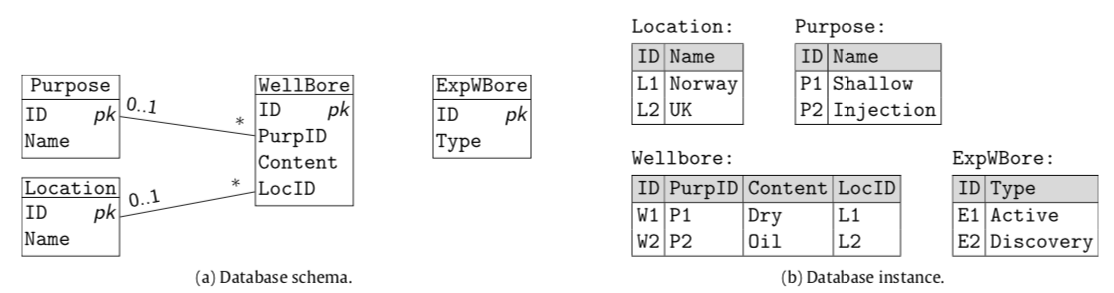 Purpose
ID pk
Name
0..1
*
Location
ID pk
Name
0..1
*
WellBore
ID pk
PurpID
Content
LocID
ExpWBore
ID pk
Type
(a) Database schema.
Location:
ID Name
L1 Norway
L2 UK
Purpose:
ID Name
P1 Shallow
P2 Injection
Wellbore:
ID PurpID Content LocID
W1 P1 Dry L1
W2 P2 Oil L2
ExpWBore:
ID Type
E1 Active
E2 Discovery
(b) Database instance.